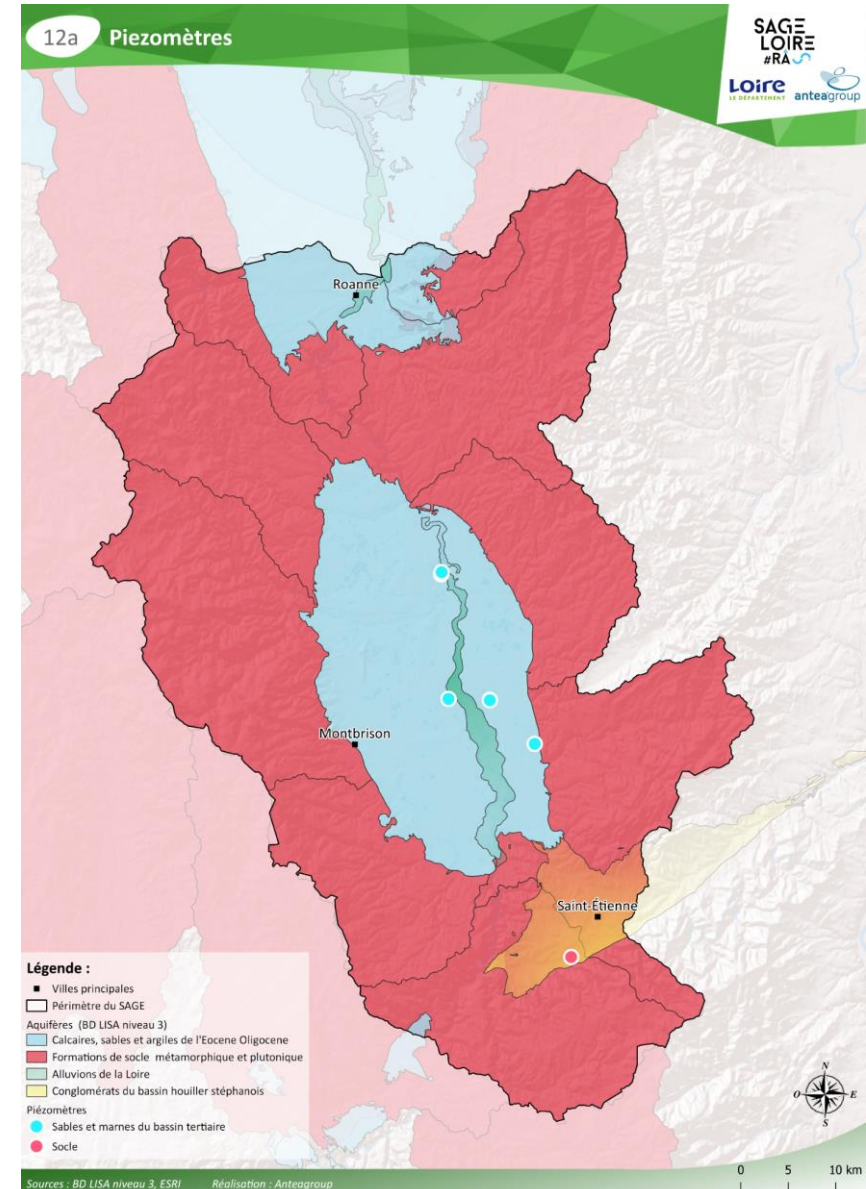 12a Piezomètres
SAGE
LOIRE
#RA
Loire
LE DÉPARTEMENT
anteagroup
Roanne
Montbrison
Saint-Étienne
Légende :
Villes principales
Périmètre du SAGE
Aquifères (BD LISA niveau 3)
Calcaires, sables et argiles de l'Eocene Oligocene
Formations de socle métamorphique et plutonique
Alluvions de la Loire
Conglomérats du bassin houiller stéphanois
Piézomètres
Sables et marnes du bassin tertiaire
Socle
N
O E
S
0 5 10 km
Sources : BD LISA niveau 3, ESRI Réalisation : Anteagroup